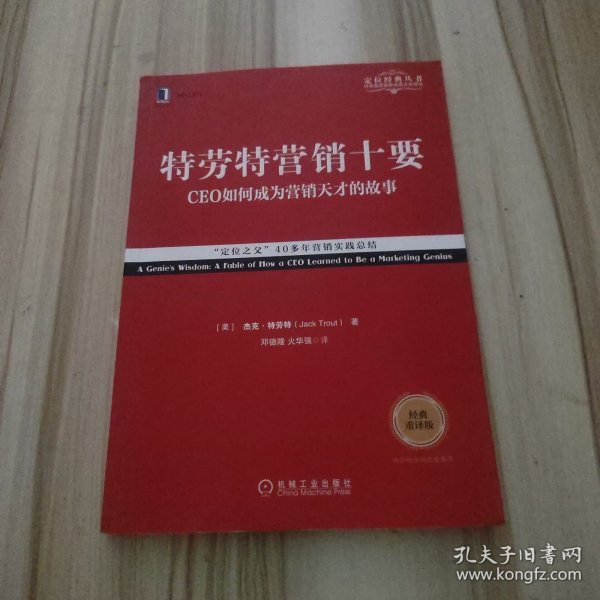 定位经典丛书
特劳特营销十要
CEO如何成为营销天才的故事
“定位之父”40多年营销实践总结
A Genie's Wisdom: A Fable of How a CEO Learned to Be a Marketing Genius
［美］ 杰克·特劳特（Jack Trout） 著
邓德隆 火华强 ○ 译
经典
重译版
机械工业出版社
China Machine Press
孔夫子旧书网
www.kongfz.com